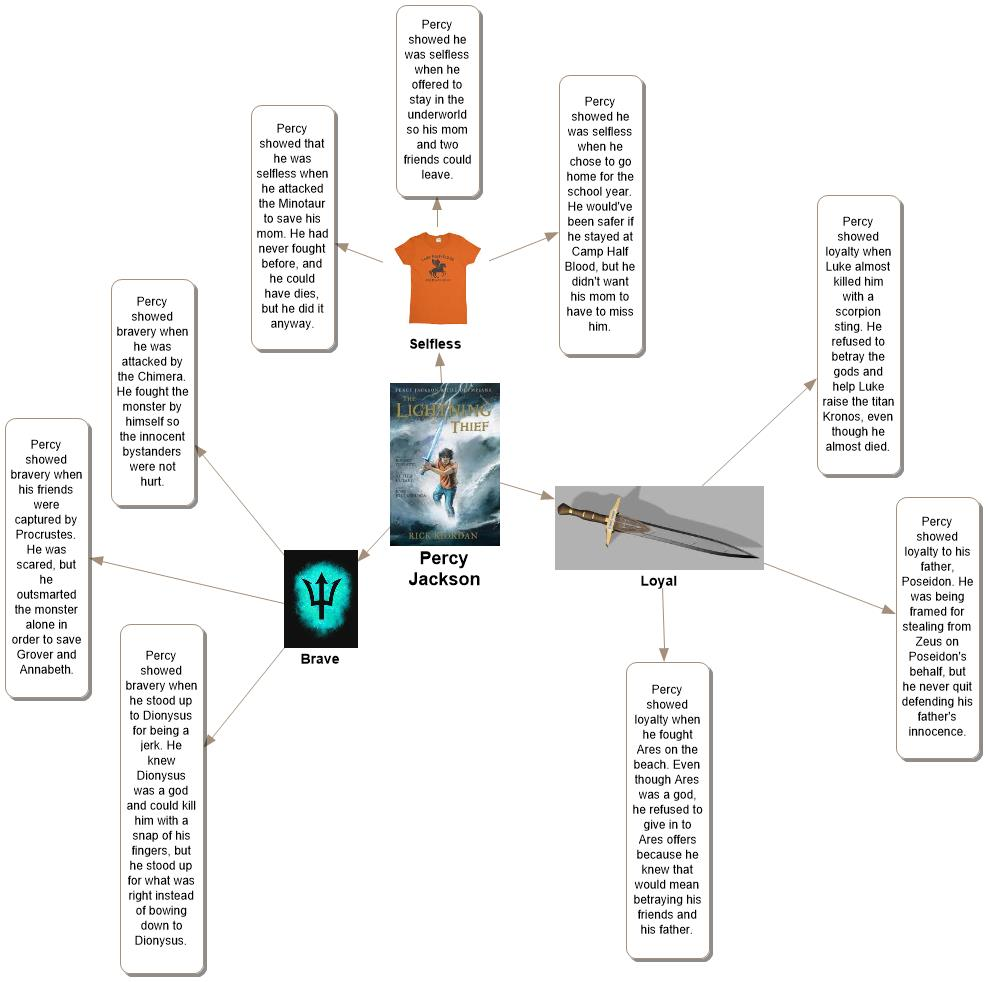 Percy
showed he
was selfless
when he
offered to
stay in the
underworld
so his mom
and two
friends could
leave.
Percy
showed he
was selfless
when he
chose to go
home for the
school year.
He would've
been safer if
he stayed at
Camp Half
Blood, but he
didn't want
his mom to
have to miss
him.
Percy
showed that
he was
selfless when
he attacked
the Minotaur
to save his
mom. He had
never fought
before, and
he could
have dies,
but he did it
anyway.
Selfless
Percy
showed
loyalty when
Luke almost
killed him
with a
scorpion
sting. He
refused to
betray the
gods and
help Luke
raise the titan
Kronos, even
though he
almost died.
Percy
showed
bravery when
he was
attacked by
the Chimera.
He fought the
monster by
himself so
the innocent
bystanders
were not
hurt.
PERCY JACKSON & THE OLYMPIANS
THE
LIGHTNING
THIEF
RICK RIORDAN
Percy
Jackson
Percy
showed
bravery when
his friends
were
captured by
Procrustes.
He was
scared, but
he
outsmarted
the monster
alone in
order to save
Grover and
Annabeth.
Loyal
Brave
Percy
showed
loyalty to his
father,
Poseidon. He
was being
framed for
stealing from
Zeus on
Poseidon's
behalf, but
he never quit
defending his
father's
innocence.
Percy
showed
bravery when
he stood up
to Dionysus
for being a
jerk. He
knew
Dionysus
was a god
and could kill
him with a
snap of his
fingers, but
he stood up
for what was
right instead
of bowing
down to
Dionysus.
Percy
showed
loyalty when
he fought
Ares on the
beach. Even
though Ares
was a god,
he refused to
give in to
Ares offers
because he
knew that
would mean
betraying his
friends and
his father.